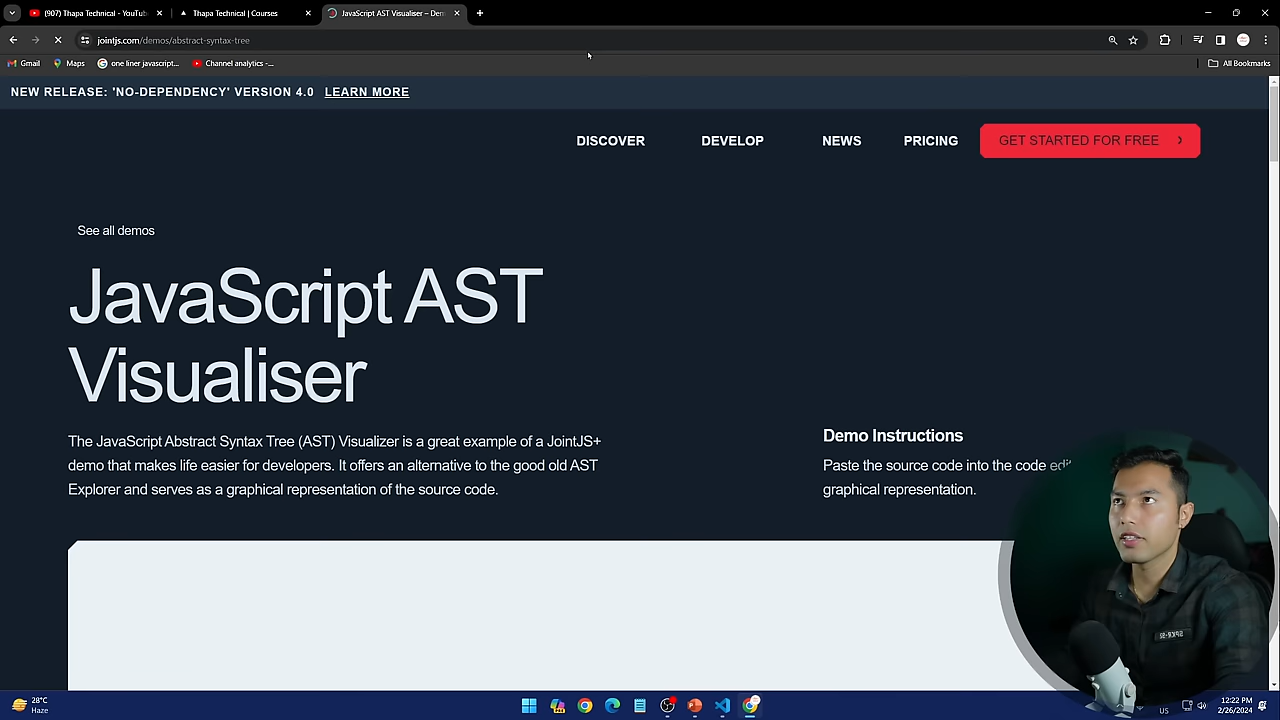 (907) Thapa Technical - YouTub
Thapa Technical | Courses
JavaScript AST Visualiser – Dem
jointjs.com/demos/abstract-syntax-tree
Gmail
Maps
one liner javascript...
Channel analytics -...
All Bookmarks
NEW RELEASE: 'NO-DEPENDENCY' VERSION 4.0 LEARN MORE
DISCOVER
DEVELOP
NEWS
PRICING
GET STARTED FOR FREE
See all demos
JavaScript AST
Visualiser
The JavaScript Abstract Syntax Tree (AST) Visualizer is a great example of a JointJS+
demo that makes life easier for developers. It offers an alternative to the good old AST
Explorer and serves as a graphical representation of the source code.
Demo Instructions
Paste the source code into the code edit
graphical representation.
28°C
Haze
US
12:22 PM
2/26/2024